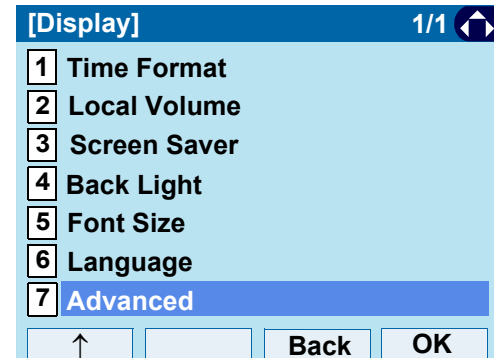 [Display] 1/1
1 Time Format
2 Local Volume
3 Screen Saver
4 Back Light
5 Font Size
6 Language
7 Advanced
↑ Back OK